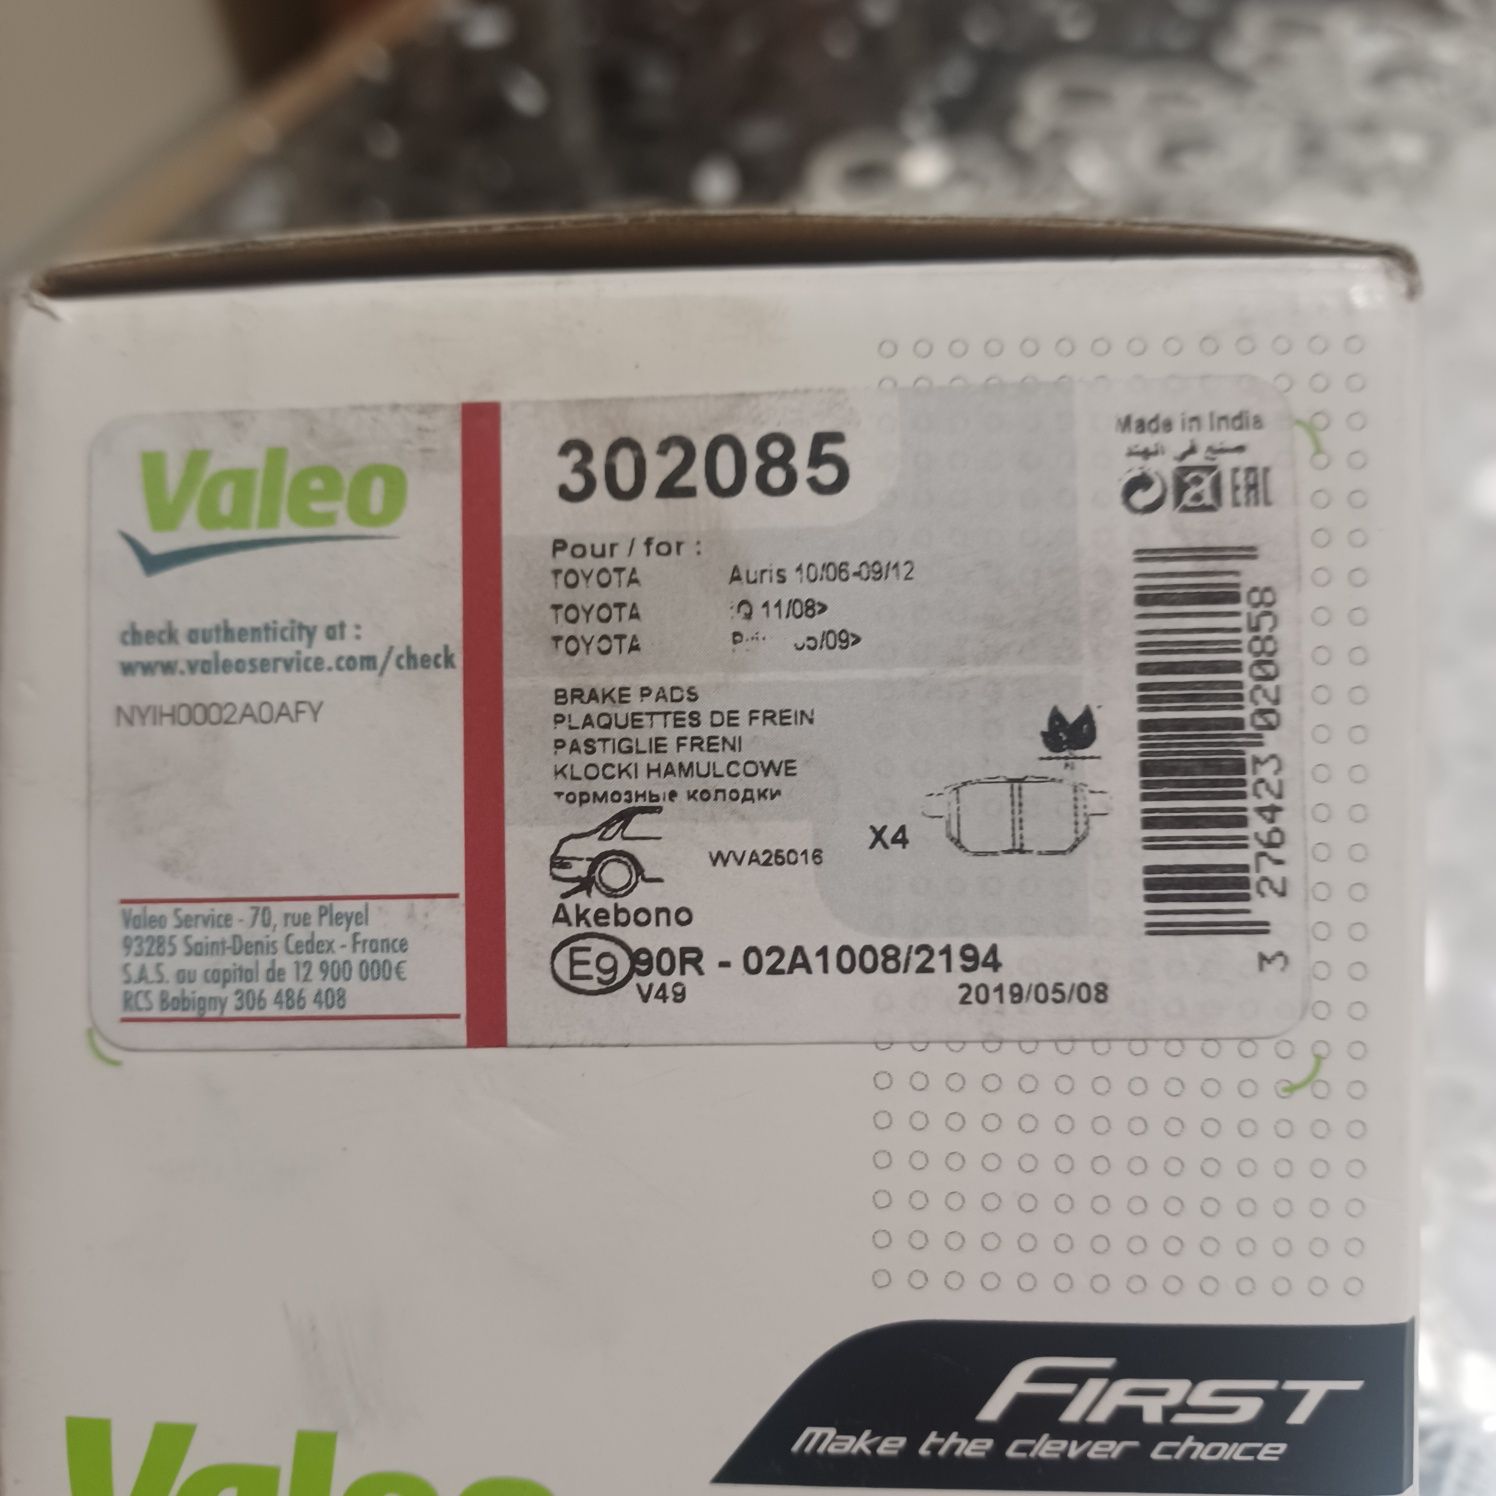 Valeo
check authenticity at :
www.valeoservice.com/check
NYIH0002A0AFY
Valeo Service - 70, rue Pleyel
93285 Saint-Denis Cedex - France
S.A.S. au capital de 12 900 000€
RCS Bobigny 306 486 408
302085
Pour / for :
TOYOTA Auris 10/06-09/12
TOYOTA 11/08>
TOYOTA
BRAKE PADS
PLAQUETTES DE FREIN
PASTIGLIE FRENI
KLOCKI HAMULCOWE
тормозные колодки
X4
Akebono
E9 90R - 02A1008/2194
V49 2019/05/08
Made in India
صنع في الهند
EAC
3 276423 020858
FIRST
Make the clever choice
Valeo